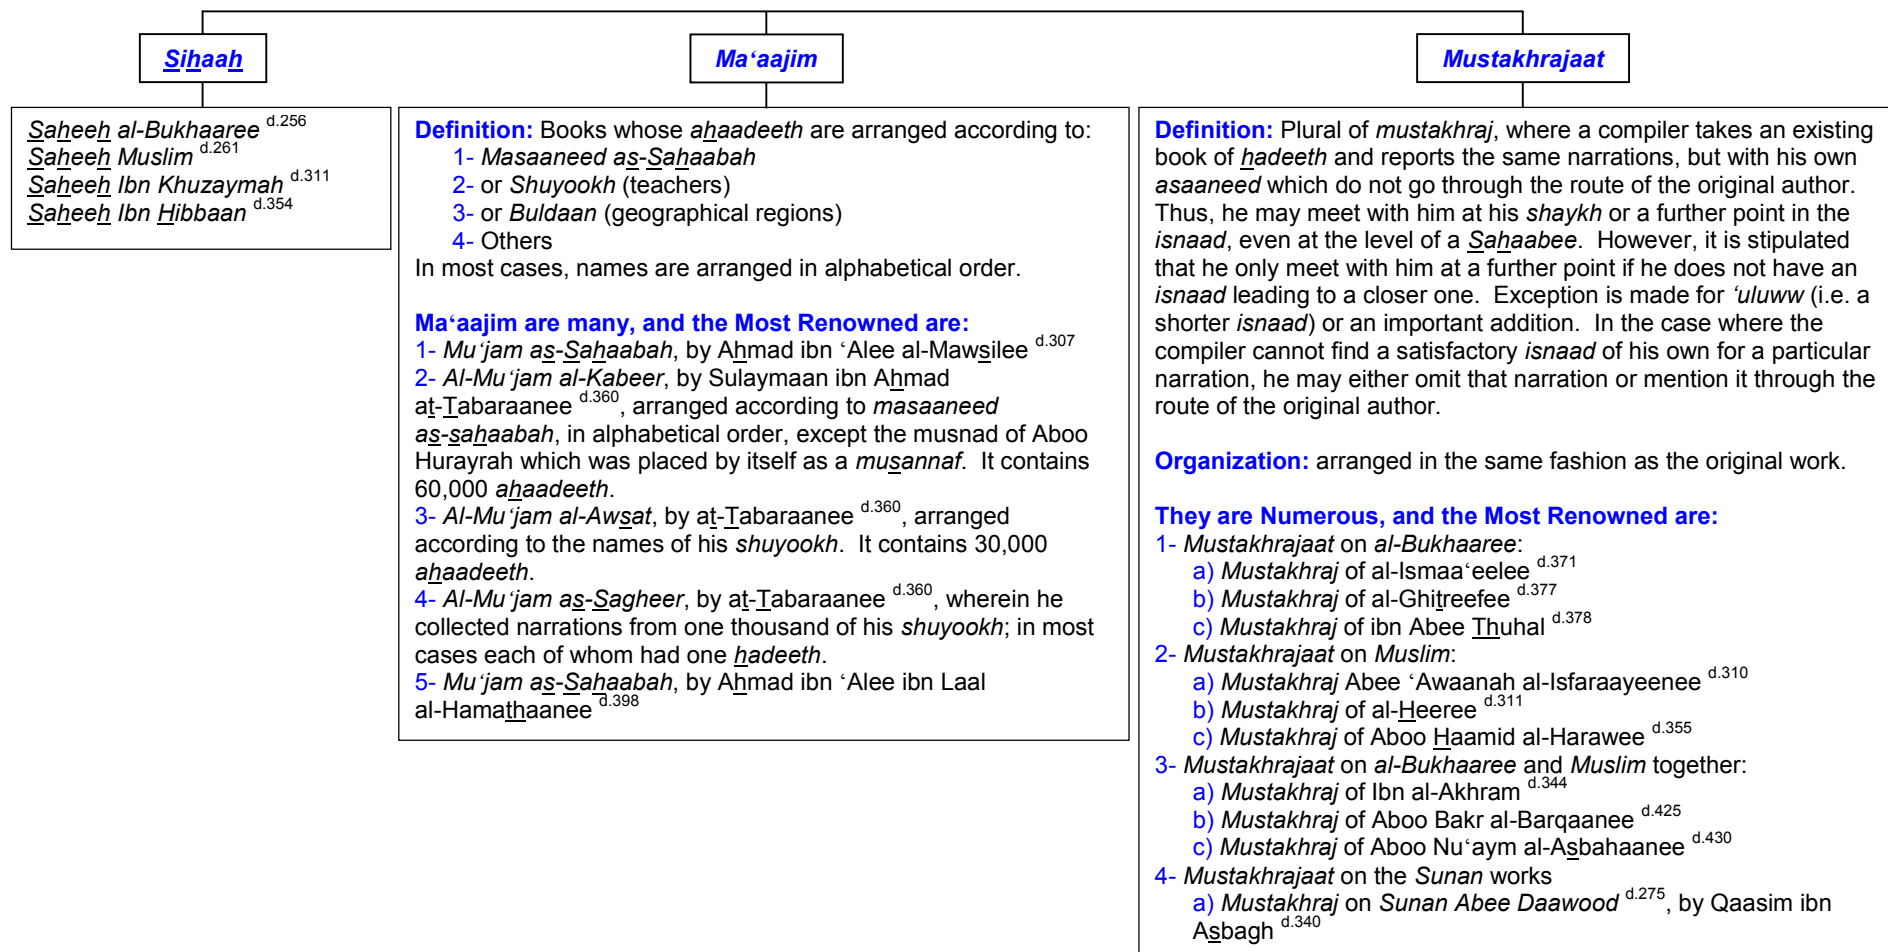 Sihaah
Ma‘aajim
Mustakhrajaat
Saheeh al-Bukhaaree d.256
Saheeh Muslim d.261
Saheeh Ibn Khuzaymah d.311
Saheeh Ibn Hibbaan d.354
Definition: Books whose ahaadeeth are arranged according to:
1- Masaaneed as-Sahaabah
2- or Shuyookh (teachers)
3- or Buldaan (geographical regions)
4- Others
In most cases, names are arranged in alphabetical order.
Ma‘aajim are many, and the Most Renowned are:
1- Mu‘jam as-Sahaabah, by Ahmad ibn ‘Alee al-Mawsilee d.307
2- Al-Mu‘jam al-Kabeer, by Sulaymaan ibn Ahmad
at-Tabaraanee d.360, arranged according to masaaneed
as-sahaabah, in alphabetical order, except the musnad of Aboo
Hurayrah which was placed by itself as a musannaf.  It contains
60,000 ahaadeeth.
3- Al-Mu‘jam al-Awsat, by at-Tabaraanee d.360, arranged
according to the names of his shuyookh.  It contains 30,000
ahaadeeth.
4- Al-Mu‘jam as-Sagheer, by at-Tabaraanee d.360, wherein he
collected narrations from one thousand of his shuyookh; in most
cases each of whom had one hadeeth.
5- Mu‘jam as-Sahaabah, by Ahmad ibn ‘Alee ibn Laal
al-Hamathaanee d.398
Definition: Plural of mustakhraj, where a compiler takes an existing
book of hadeeth and reports the same narrations, but with his own
asaaneed which do not go through the route of the original author.
Thus, he may meet with him at his shaykh or a further point in the
isnaad, even at the level of a Sahaabee.  However, it is stipulated
that he only meet with him at a further point if he does not have an
isnaad leading to a closer one.  Exception is made for ‘uluww (i.e. a
shorter isnaad) or an important addition.  In the case where the
compiler cannot find a satisfactory isnaad of his own for a particular
narration, he may either omit that narration or mention it through the
route of the original author.
Organization: arranged in the same fashion as the original work.
They are Numerous, and the Most Renowned are:
1- Mustakhrajaat on al-Bukhaaree:
a) Mustakhraj of al-Ismaa‘eelee d.371
b) Mustakhraj of al-Ghitreefee d.377
c) Mustakhraj of ibn Abee Thuhal d.378
2- Mustakhrajaat on Muslim:
a) Mustakhraj Abee ‘Awaanah al-Isfaraayeenee d.310
b) Mustakhraj of al-Heeree d.311
c) Mustakhraj of Aboo Haamid al-Harawee d.355
3- Mustakhrajaat on al-Bukhaaree and Muslim together:
a) Mustakhraj of Ibn al-Akhram d.344
b) Mustakhraj of Aboo Bakr al-Barqaanee d.425
c) Mustakhraj of Aboo Nu‘aym al-Asbahaanee d.430
4- Mustakhrajaat on the Sunan works
a) Mustakhraj on Sunan Abee Daawood d.275, by Qaasim ibn
Asbagh d.340